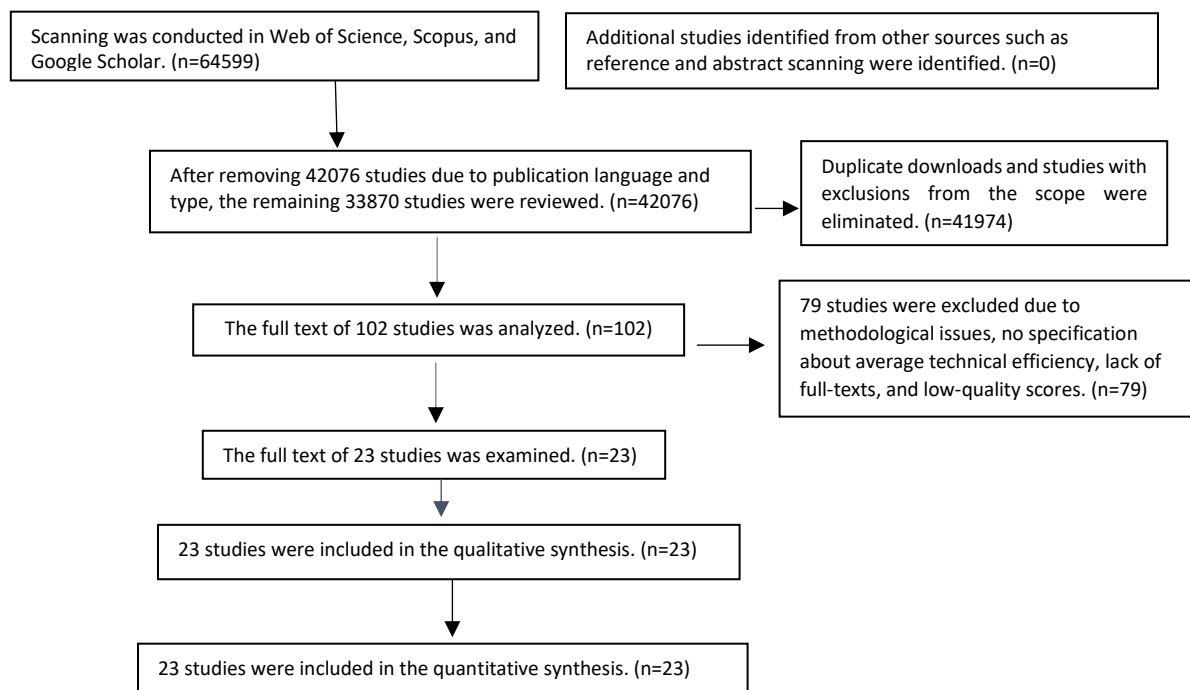 Scanning was conducted in Web of Science, Scopus, and
Google Scholar. (n=64599)
Additional studies identified from other sources such as
reference and abstract scanning were identified. (n=0)
After removing 42076 studies due to publication language and
type, the remaining 33870 studies were reviewed. (n=42076)
Duplicate downloads and studies with
exclusions from the scope were
eliminated. (n=41974)
The full text of 102 studies was analyzed. (n=102)
79 studies were excluded due to
methodological issues, no specification
about average technical efficiency, lack of
full-texts, and low-quality scores. (n=79)
The full text of 23 studies was examined. (n=23)
23 studies were included in the qualitative synthesis. (n=23)
23 studies were included in the quantitative synthesis. (n=23)